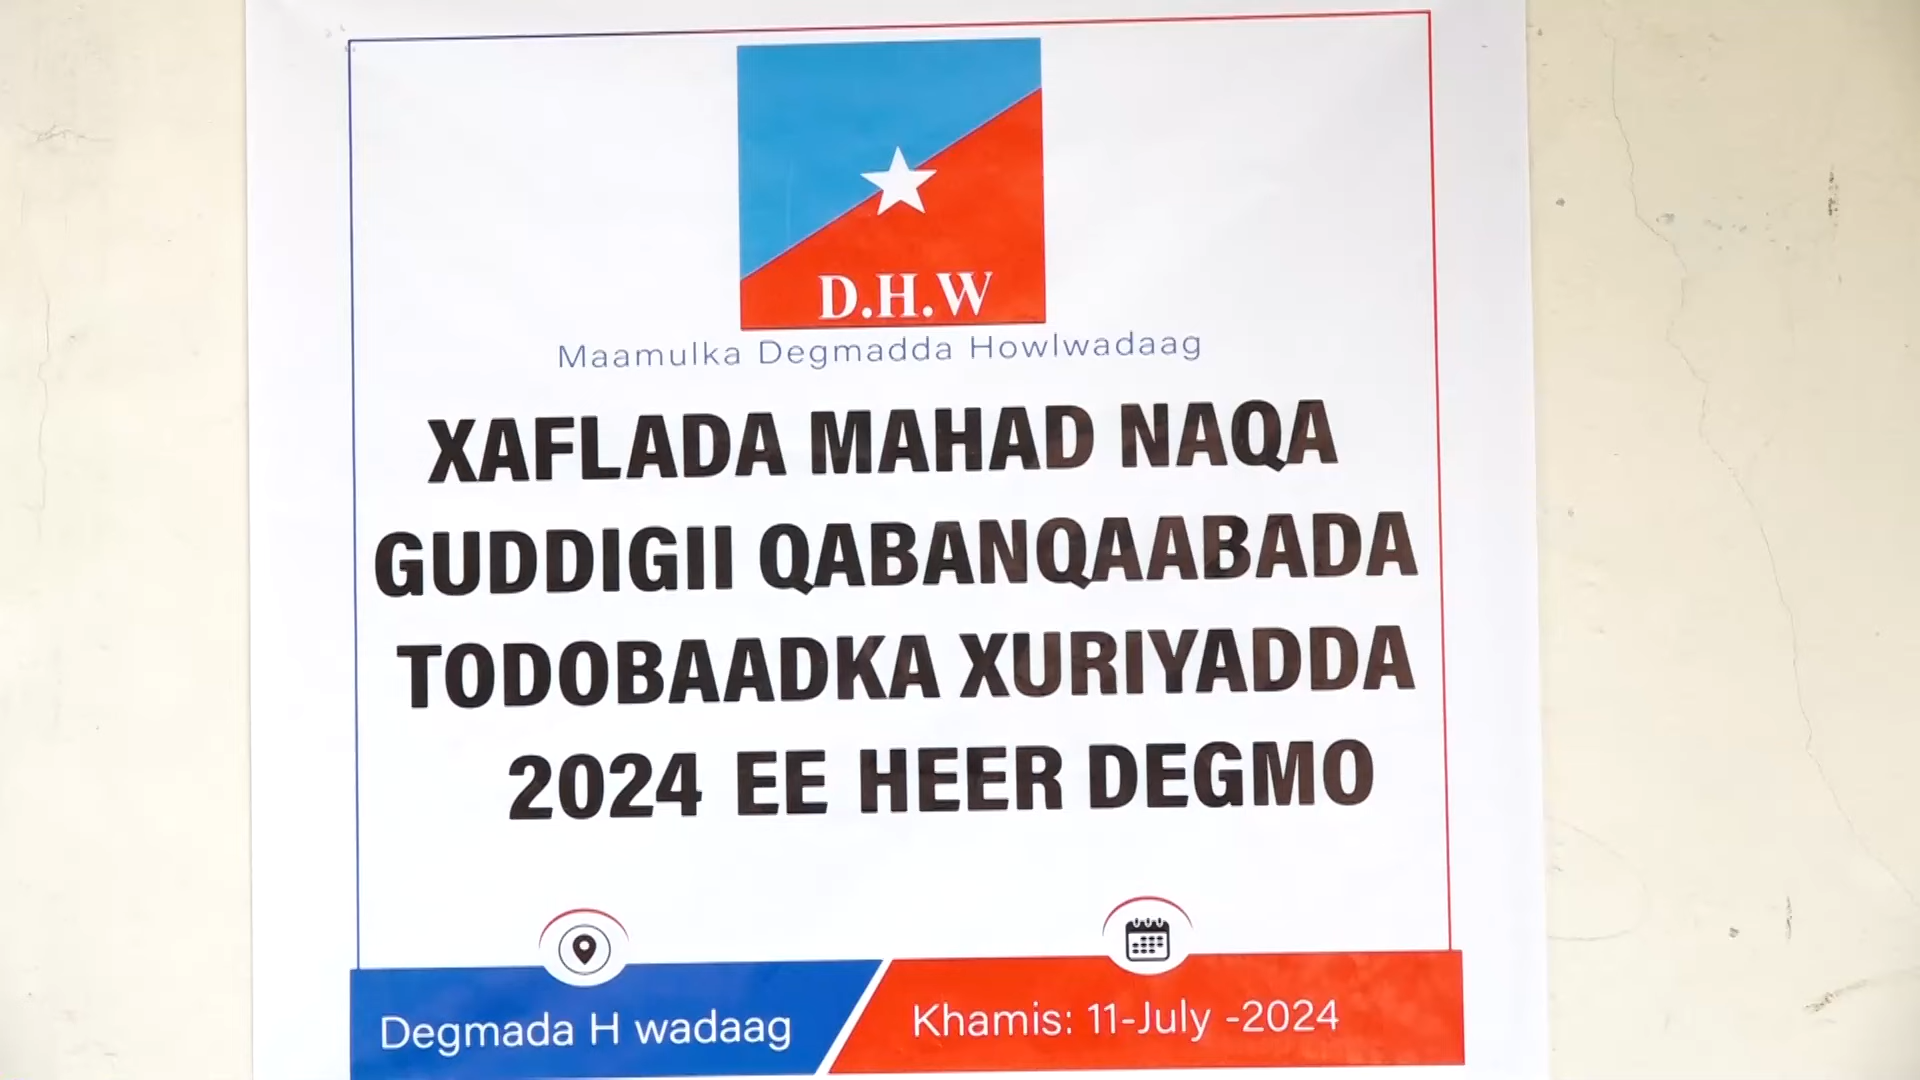 D.H.W
Maamulka Degmadda Howlwadaag
XAFLADA MAHAD NAQA
GUDDIGII QABANQAABADA
TODOBAADKA XURIYADDA
2024 EE HEER DEGMO
Degmada H wadaag
Khamis: 11-July -2024